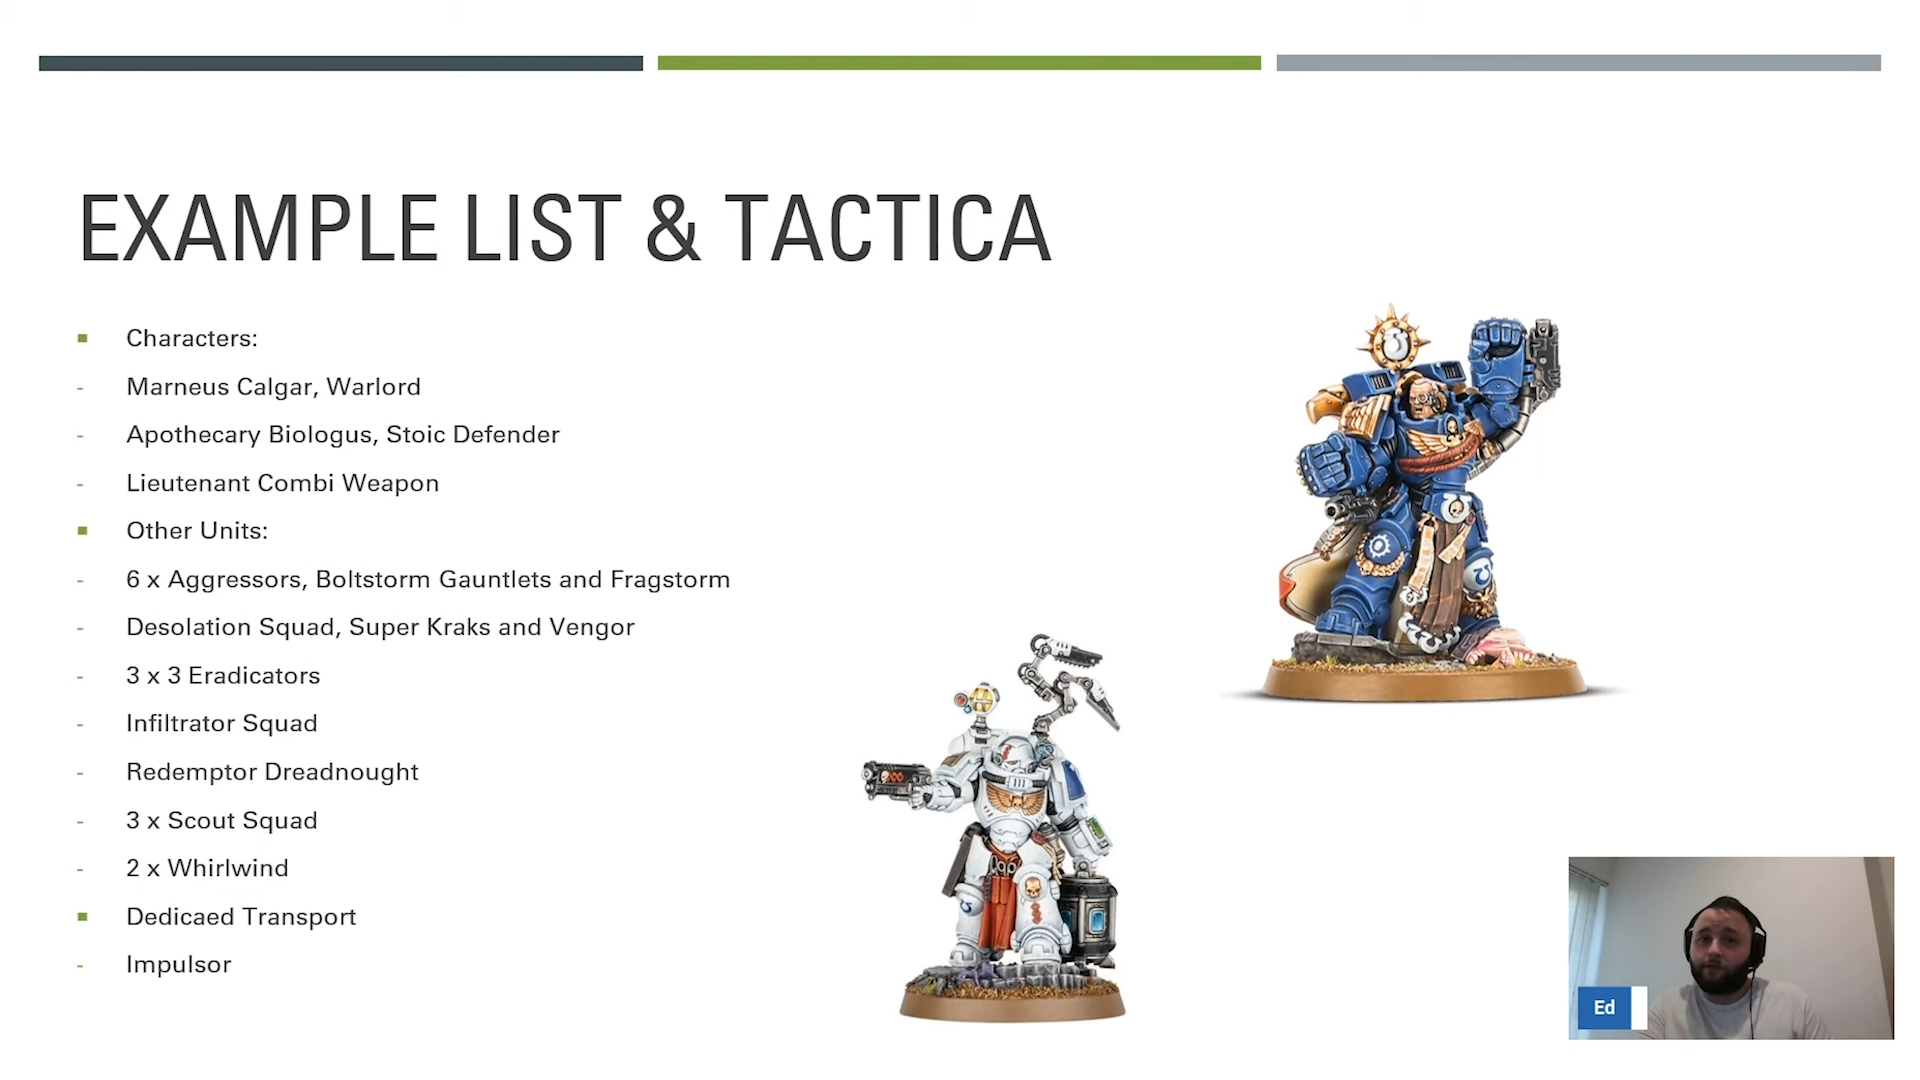 EXAMPLE LIST & TACTICA
Characters:
- Marneus Calgar, Warlord
- Apothecary Biologus, Stoic Defender
- Lieutenant Combi Weapon
Other Units:
- 6 x Aggressors, Boltstorm Gauntlets and Fragstorm
- Desolation Squad, Super Kraks and Vengor
- 3 x 3 Eradicators
- Infiltrator Squad
- Redemptor Dreadnought
- 3 x Scout Squad
- 2 x Whirlwind
Dedicaed Transport
- Impulsor
Ed